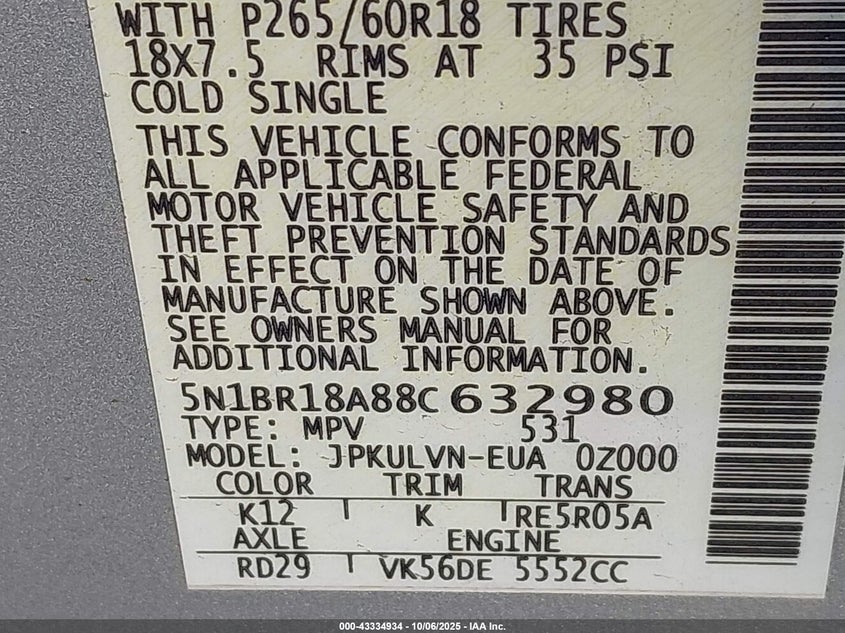 WITH P265/60R18 TIRES
18X7.5 RIMS AT 35 PSI
COLD SINGLE
THIS VEHICLE CONFORMS TO
ALL APPLICABLE FEDERAL
MOTOR VEHICLE SAFETY AND
THEFT PREVENTION STANDARDS
IN EFFECT ON THE DATE OF
MANUFACTURE SHOWN ABOVE.
SEE OWNERS MANUAL FOR
ADDITIONAL INFORMATION.
5N1BR18A88C632980
TYPE: MPV 531
MODEL: JPKULVN-EUA 0Z000
COLOR TRIM TRANS
K12 K RE5R05A
AXLE ENGINE
RD29 VK56DE 5552CC
000-43334934 - 10/06/2025 - IAA Inc.